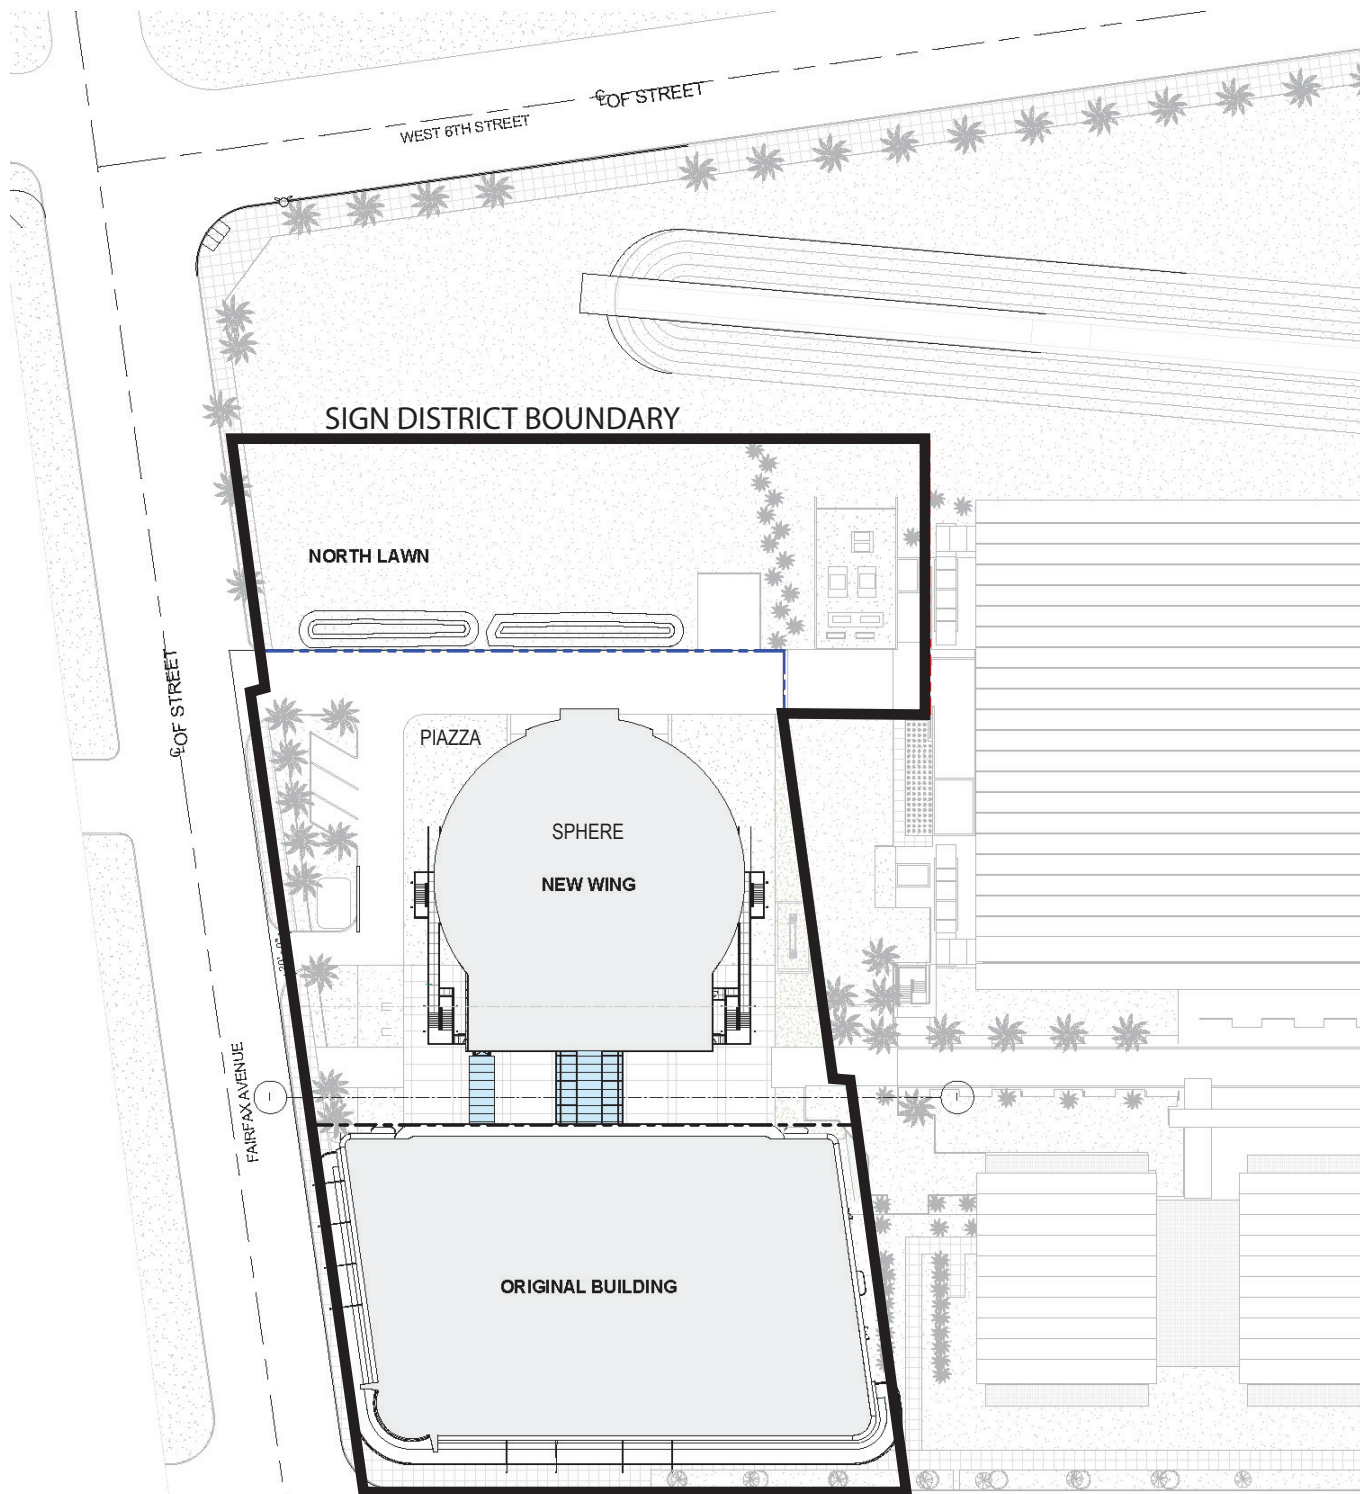 ℄ OF STREET
WEST 6TH STREET
SIGN DISTRICT BOUNDARY
NORTH LAWN
℄ OF STREET
PIAZZA
SPHERE
NEW WING
FAIRFAX AVENUE
ORIGINAL BUILDING